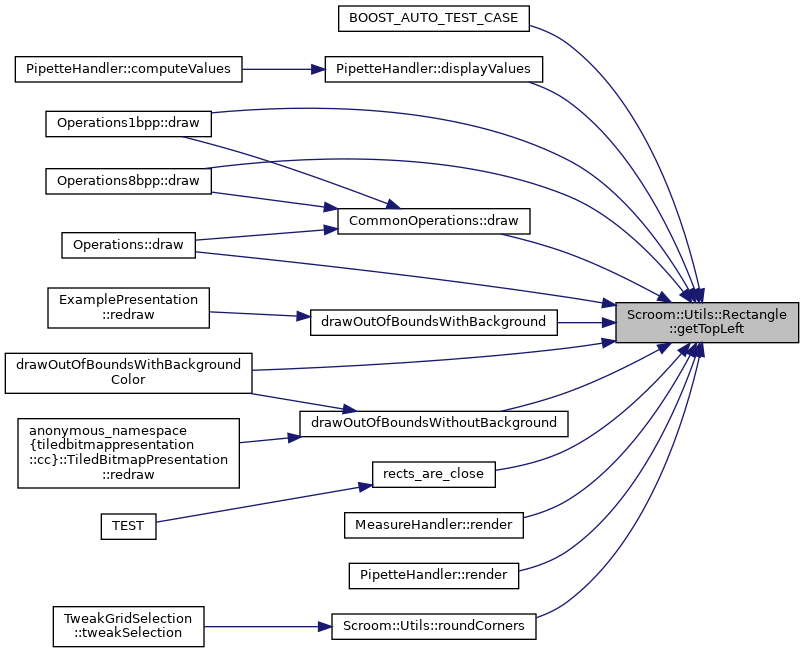 BOOST_AUTO_TEST_CASE
PipetteHandler::computeValues
PipetteHandler::displayValues
Operations1bpp::draw
Operations8bpp::draw
CommonOperations::draw
Operations::draw
ExamplePresentation
::redraw
drawOutOfBoundsWithBackground
Scroom::Utils::Rectangle
::getTopLeft
drawOutOfBoundsWithBackground
Color
drawOutOfBoundsWithoutBackground
anonymous_namespace
{tiledbitmappresentation
::cc}::TiledBitmapPresentation
::redraw
rects_are_close
TEST
MeasureHandler::render
PipetteHandler::render
TweakGridSelection
::tweakSelection
Scroom::Utils::roundCorners